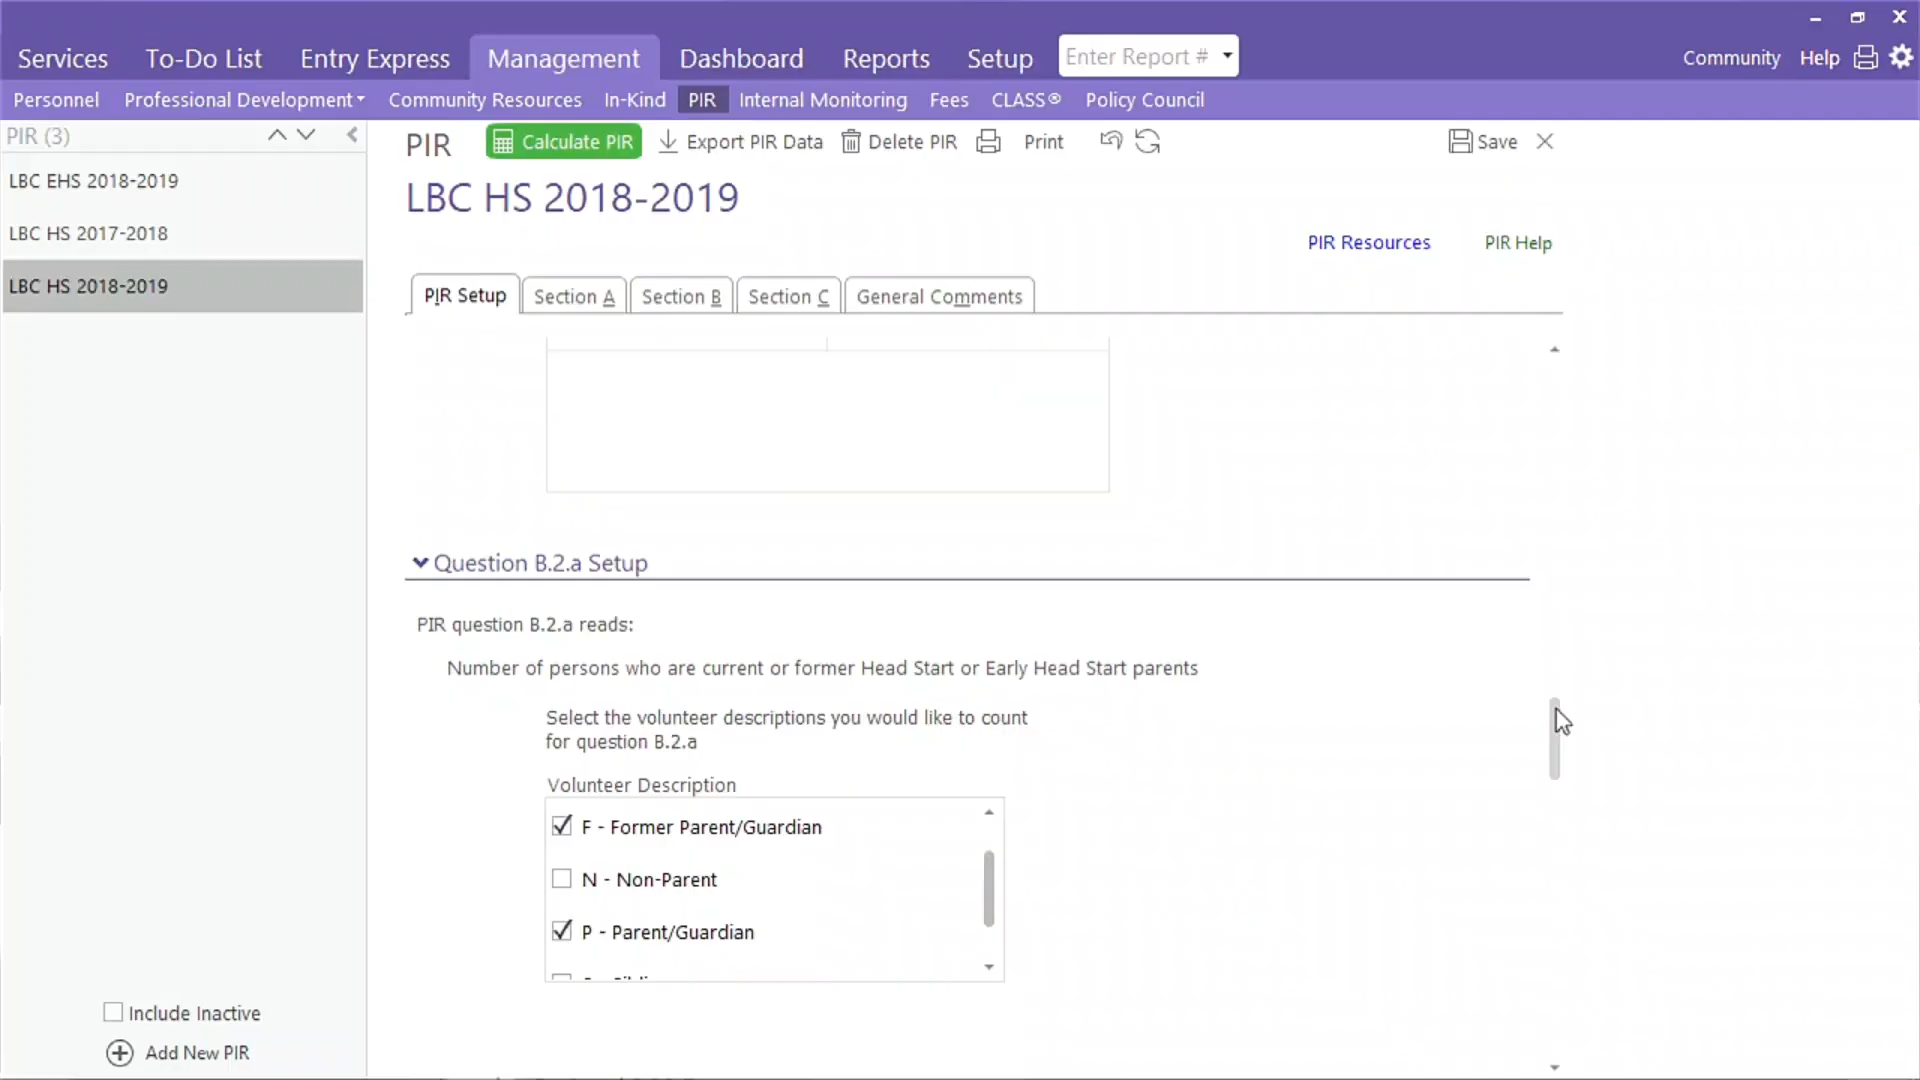 Services To-Do List Entry Express Management Dashboard Reports Setup Enter Report # Community Help
Personnel Professional Development Community Resources In-Kind PIR Internal Monitoring Fees CLASS® Policy Council
PIR (3)
LBC EHS 2018-2019
LBC HS 2017-2018
LBC HS 2018-2019
Include Inactive
Add New PIR
PIR Calculate PIR Export PIR Data Delete PIR Print Save
LBC HS 2018-2019
PIR Resources PIR Help
PIR Setup Section A Section B Section C General Comments
Question B.2.a Setup
PIR question B.2.a reads:
Number of persons who are current or former Head Start or Early Head Start parents
Select the volunteer descriptions you would like to count
for question B.2.a
Volunteer Description
F - Former Parent/Guardian
N - Non-Parent
P - Parent/Guardian